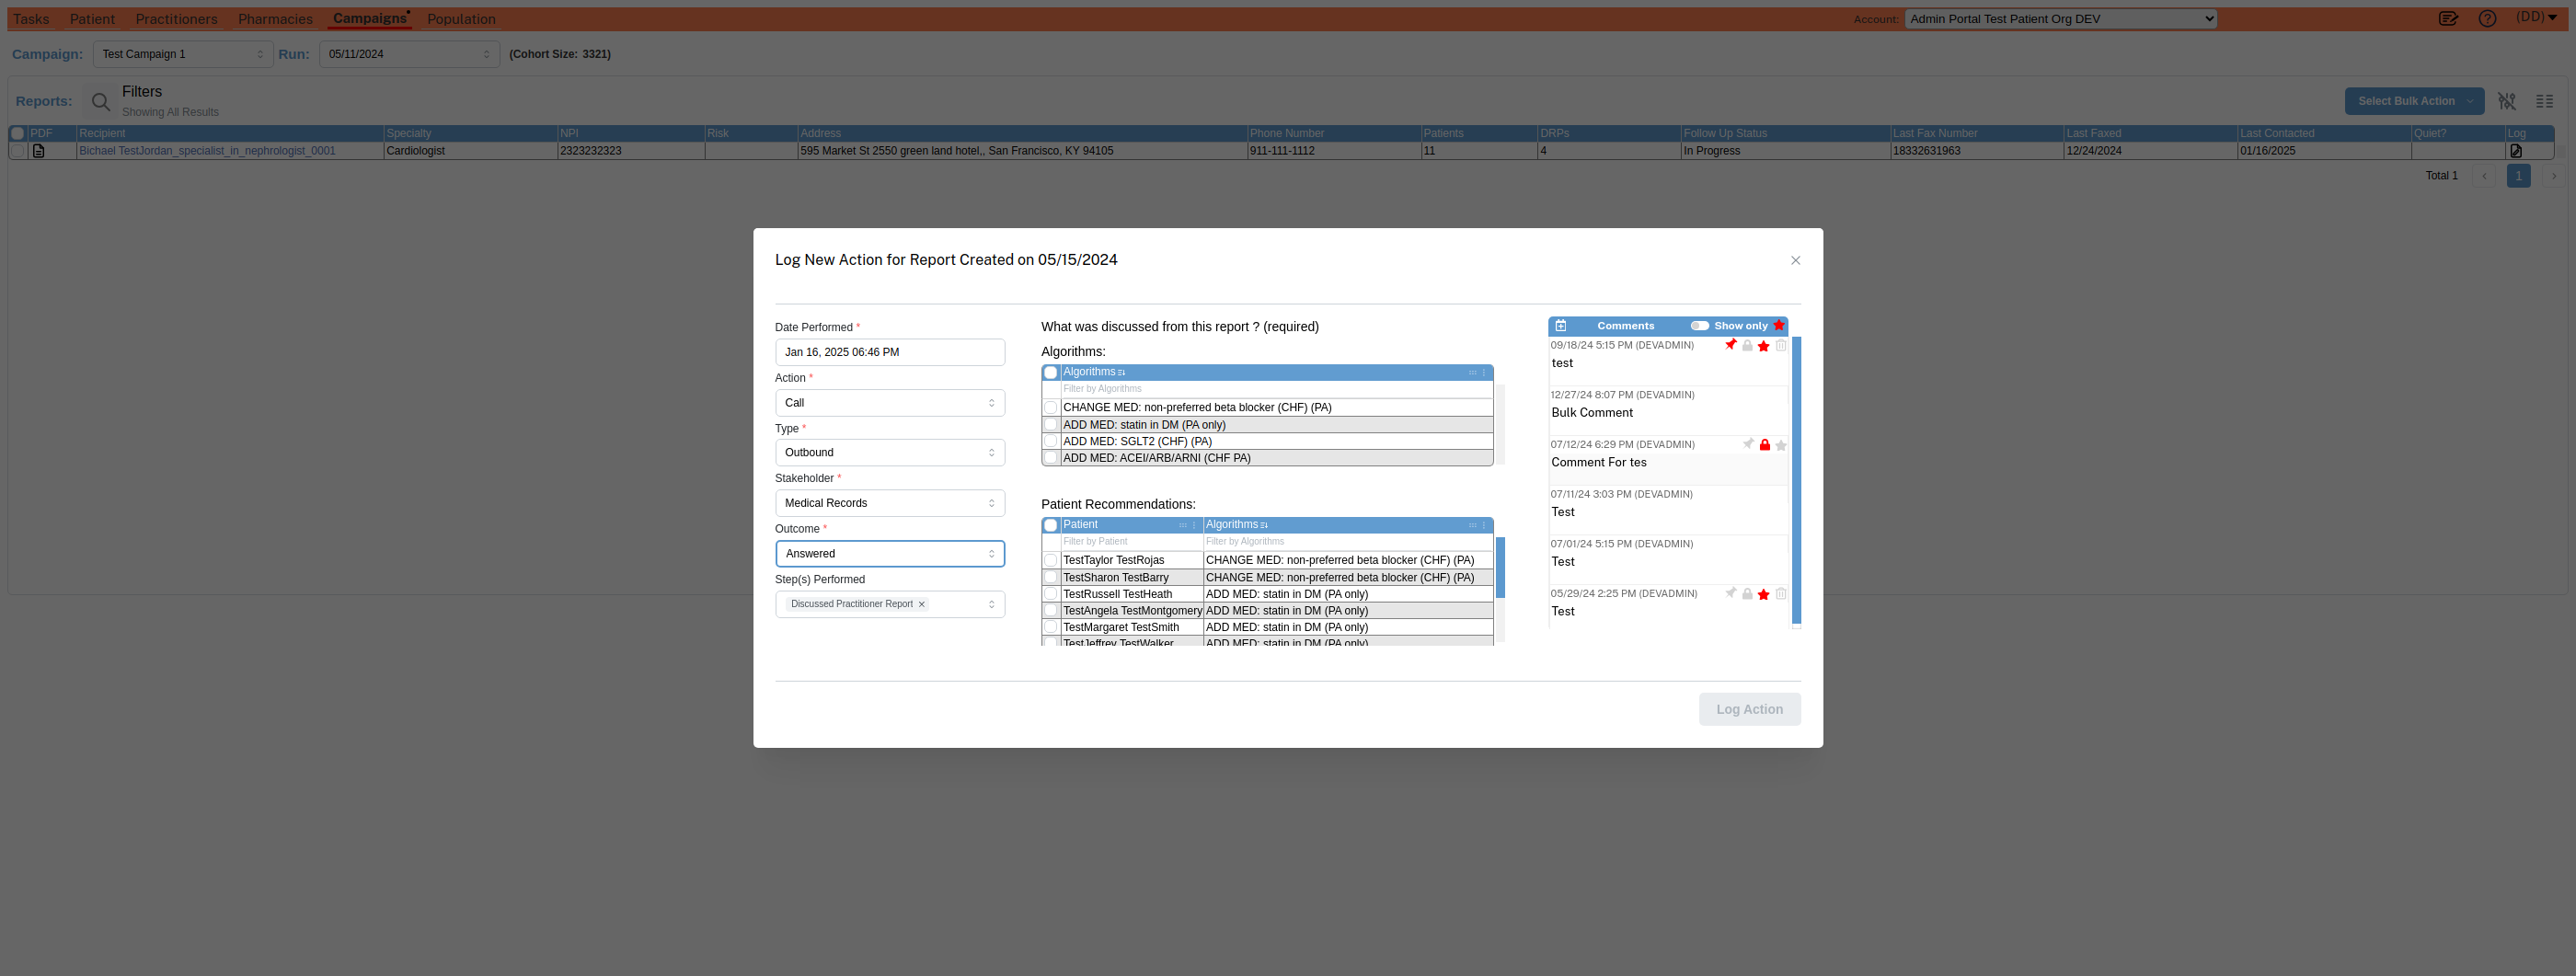 Tasks Patient Practitioners Pharmacies Campaigns Population Account: Admin Portal Test Patient Org DEV (DD)
Campaign: Test Campaign 1 Run: 05/11/2024 (Cohort Size: 3321)
Reports: Filters
Showing All Results
Select Bulk Action
PDF Recipient Specialty NPI Risk Address Phone Number Patients DRPs Follow Up Status Last Fax Number Last Faxed Last Contacted Quiet? Log
Bichael TestJordan_specialist_in_nephrologist_0001 Cardiologist 2323232323 595 Market St 2550 green land hotel,, San Francisco, KY 94105 911-111-1112 11 4 In Progress 18332631963 12/24/2024 01/16/2025
Total 1 1
Log New Action for Report Created on 05/15/2024
Date Performed *
Jan 16, 2025 06:46 PM
Action *
Call
Type *
Outbound
Stakeholder *
Medical Records
Outcome *
Answered
Step(s) Performed
Discussed Practitioner Report
What was discussed from this report ? (required)
Algorithms:
Algorithms
Filter by Algorithms
CHANGE MED: non-preferred beta blocker (CHF) (PA)
ADD MED: statin in DM (PA only)
ADD MED: SGLT2 (CHF) (PA)
ADD MED: ACEI/ARB/ARNI (CHF PA)
Patient Recommendations:
Patient Algorithms
Filter by Patient Filter by Algorithms
TestTaylor TestRojas CHANGE MED: non-preferred beta blocker (CHF) (PA)
TestSharon TestBarry CHANGE MED: non-preferred beta blocker (CHF) (PA)
TestRussell TestHeath ADD MED: statin in DM (PA only)
TestAngela TestMontgomery ADD MED: statin in DM (PA only)
TestMargaret TestSmith ADD MED: statin in DM (PA only)
TestJeffrey TestWalker ADD MED: statin in DM (PA only)
Comments Show only
09/18/24 5:15 PM (DEVADMIN)
test
12/27/24 8:07 PM (DEVADMIN)
Bulk Comment
07/12/24 6:29 PM (DEVADMIN)
Comment For tes
07/11/24 3:03 PM (DEVADMIN)
Test
07/01/24 5:15 PM (DEVADMIN)
Test
05/29/24 2:25 PM (DEVADMIN)
Test
Log Action